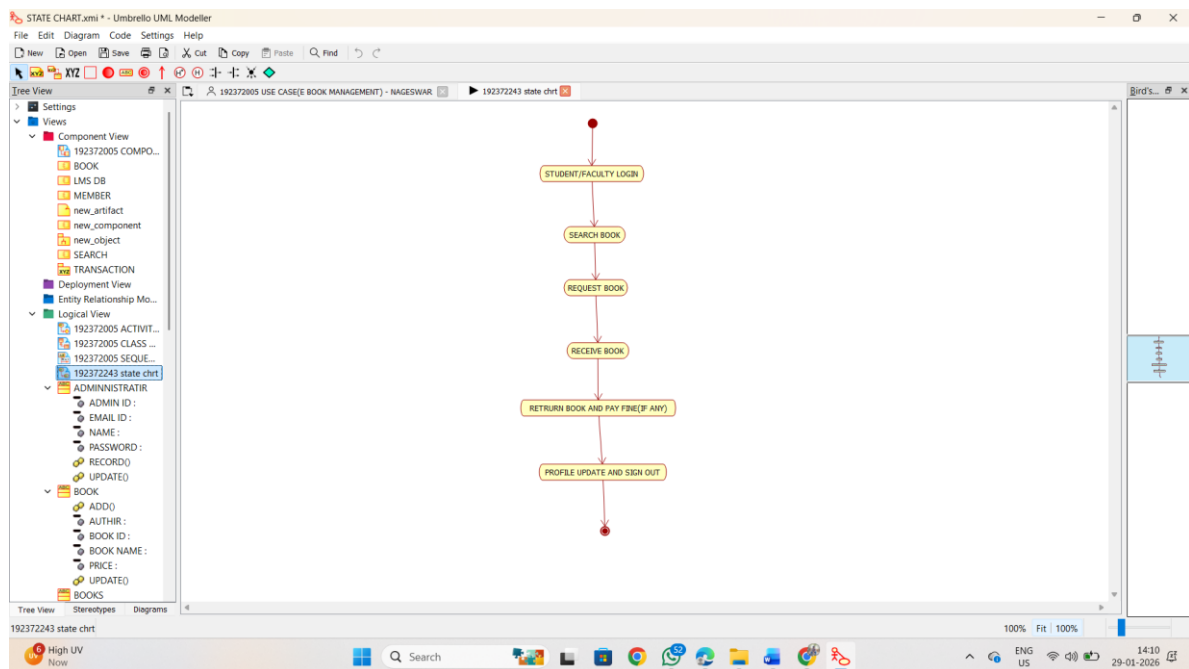 STATE CHART.xmi * - Umbrello UML Modeller
File Edit Diagram Code Settings Help
New Open Save Cut Copy Paste Find
XYZ
Tree View
192372005 USE CASE(E BOOK MANAGEMENT) - NAGESWAR 192372243 state chrt
Bird's...
Settings
Views
Component View
192372005 COMPO...
BOOK
LMS DB
MEMBER
new_artifact
new_component
new_object
SEARCH
TRANSACTION
Deployment View
Entity Relationship Mo...
Logical View
192372005 ACTIVIT...
192372005 CLASS ...
192372005 SEQUE...
192372243 state chrt
ADMINNISTRATIR
ADMIN ID :
EMAIL ID :
NAME :
PASSWORD :
RECORD()
UPDATE()
BOOK
ADD()
AUTHIR :
BOOK ID :
BOOK NAME :
PRICE :
UPDATE()
BOOKS
Tree View Stereotypes Diagrams
STUDENT/FACULTY LOGIN
SEARCH BOOK
REQUEST BOOK
RECEIVE BOOK
RETRURN BOOK AND PAY FINE(IF ANY)
PROFILE UPDATE AND SIGN OUT
192372243 state chrt
100% Fit 100%
6
High UV
Now
Search
ENG
US
14:10
29-01-2026